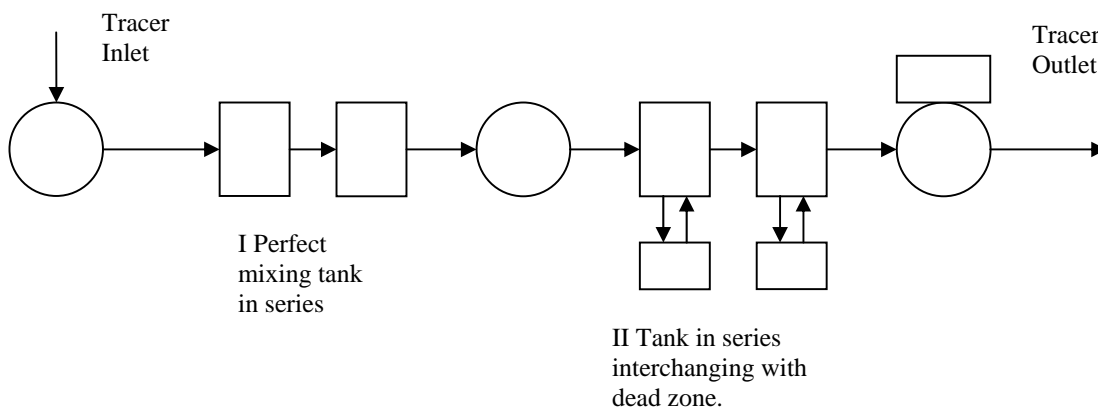 Tracer
Inlet
Tracer
Outlet
I Perfect
mixing tank
in series
II Tank in series
interchanging with
dead zone.